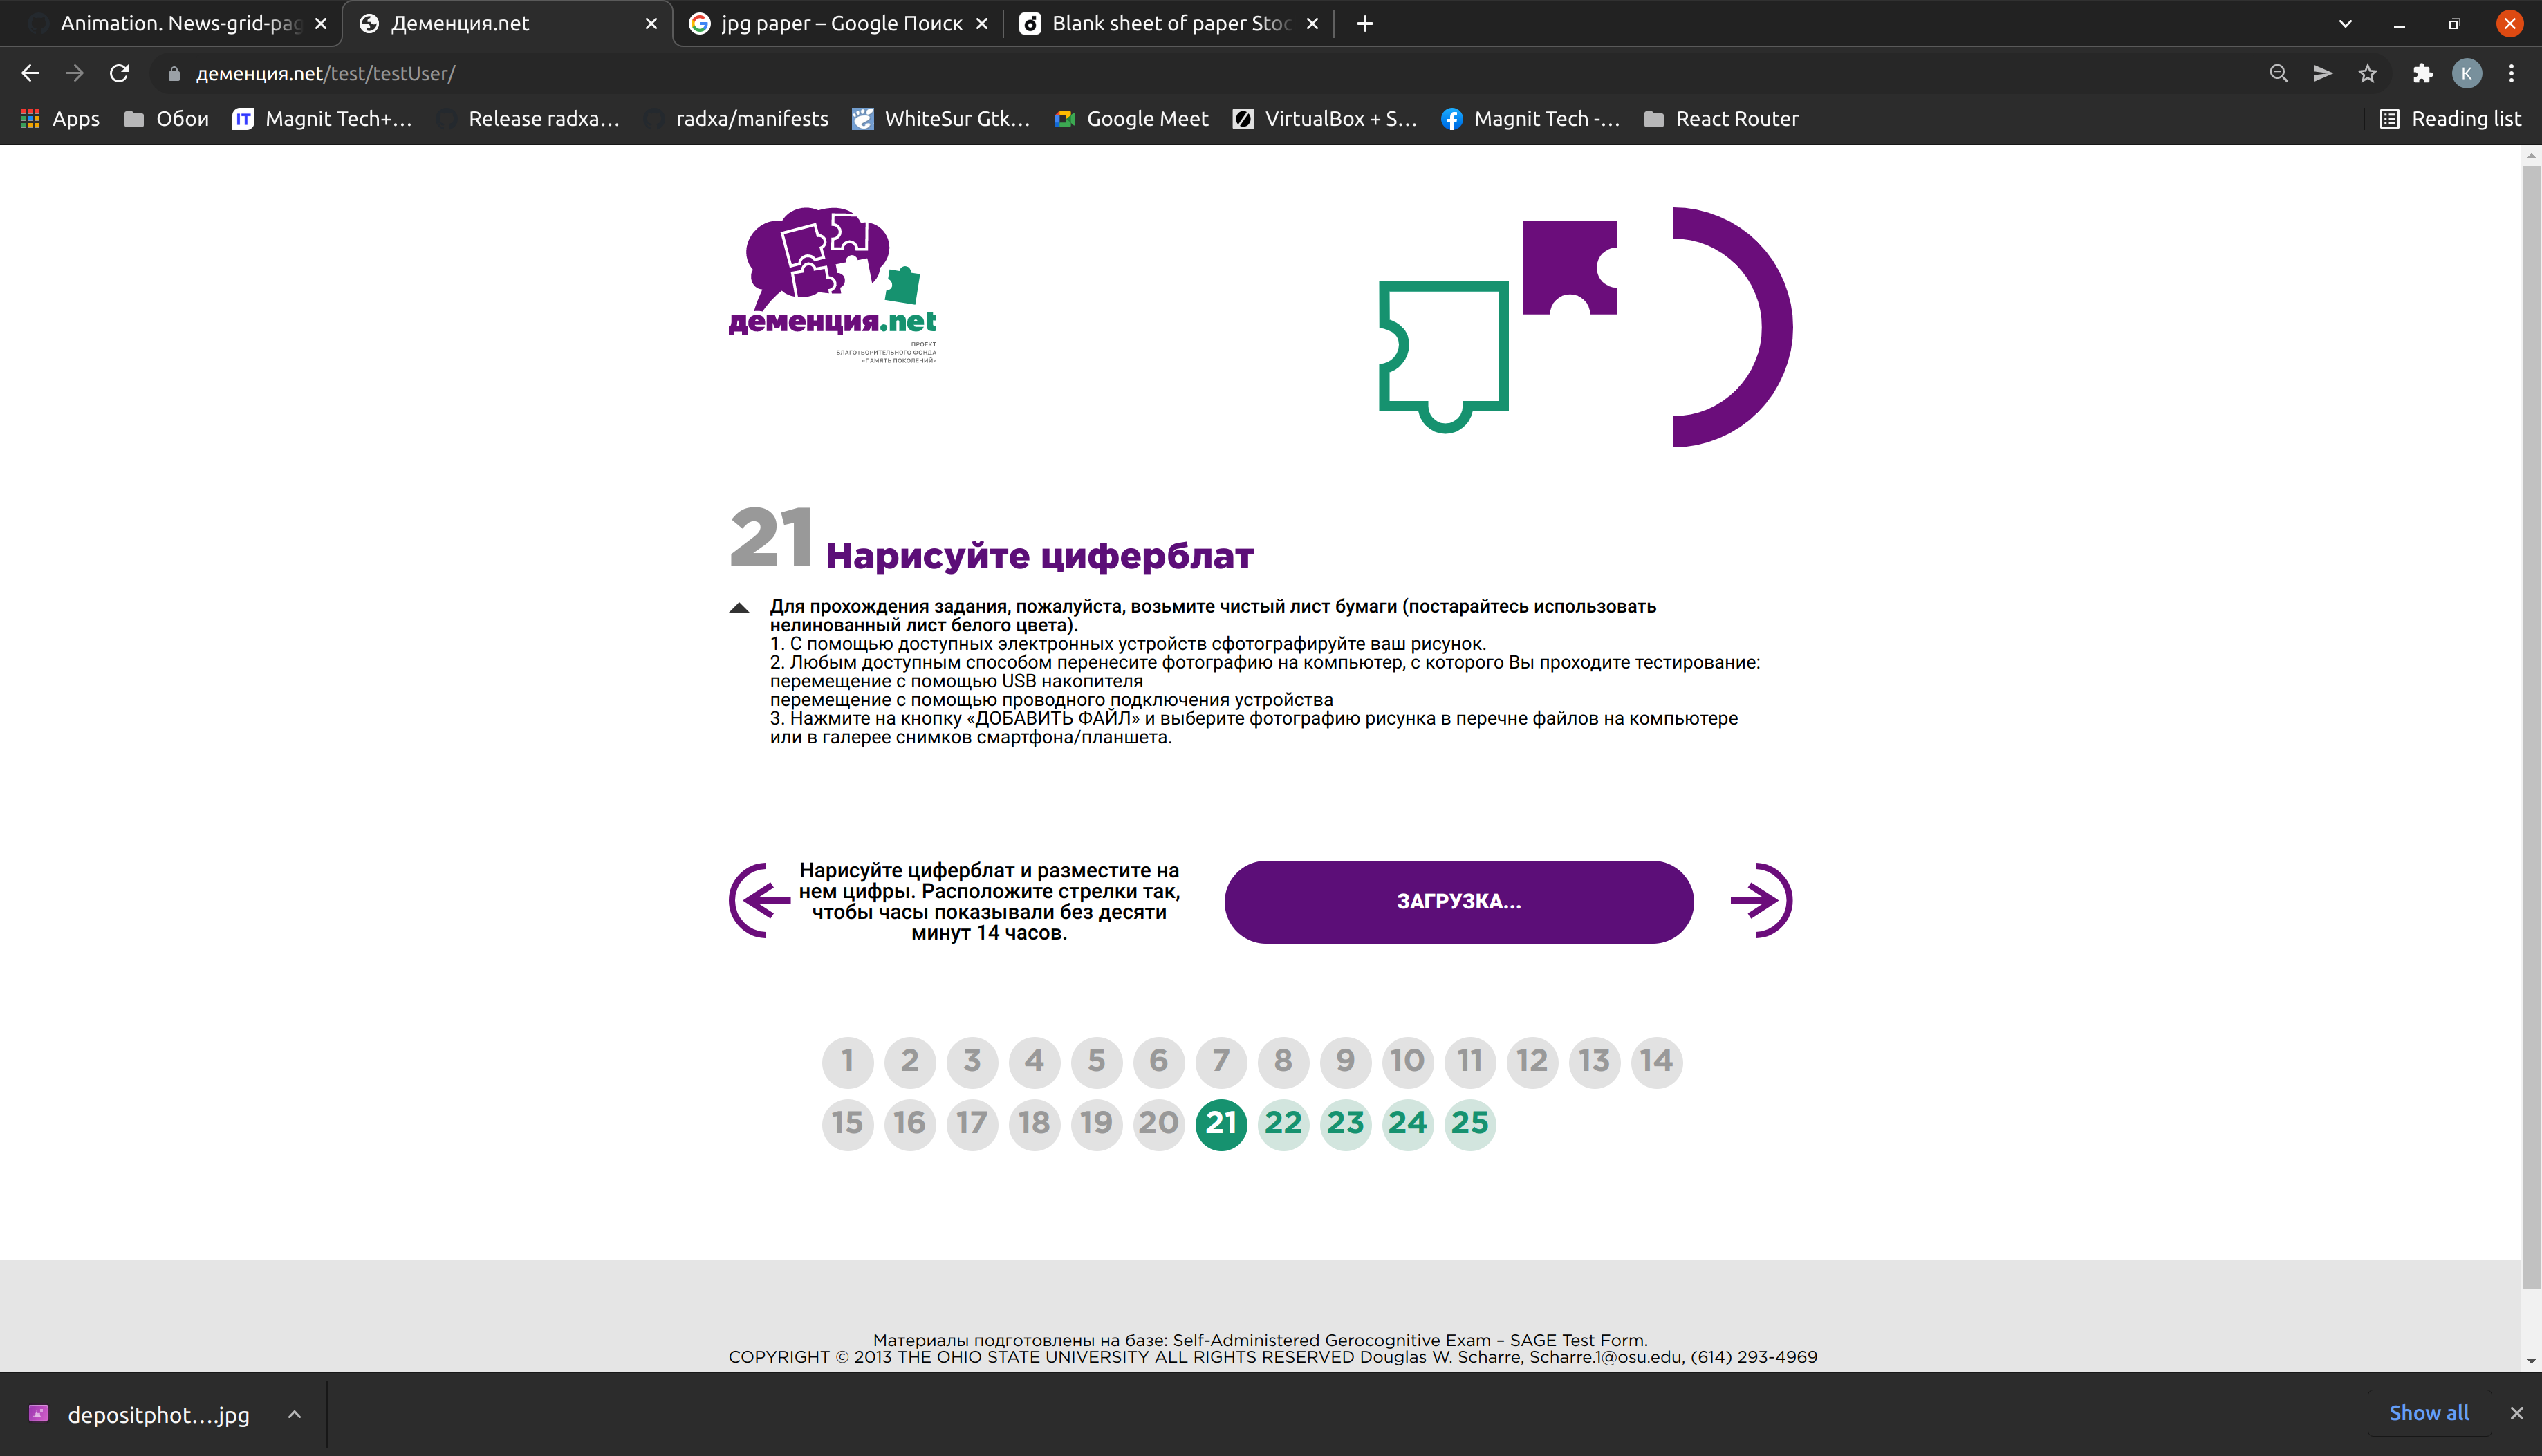 Animation. News-grid-pag
Деменция.net
jpg paper – Google Поиск
Blank sheet of paper Stoc
деменция.net/test/testUser/
K
Apps
Обои
IT
Magnit Tech+...
Release radxa...
radxa/manifests
WhiteSur Gtk...
Google Meet
VirtualBox + S...
Magnit Tech -...
React Router
Reading list
деменция.net
ПРОЕКТ
БЛАГОТВОРИТЕЛЬНОГО ФОНДА
«ПАМЯТЬ ПОКОЛЕНИЙ»
21 Нарисуйте циферблат
Для прохождения задания, пожалуйста, возьмите чистый лист бумаги (постарайтесь использовать
нелинованный лист белого цвета).
1. С помощью доступных электронных устройств сфотографируйте ваш рисунок.
2. Любым доступным способом перенесите фотографию на компьютер, с которого Вы проходите тестирование:
перемещение с помощью USB накопителя
перемещение с помощью проводного подключения устройства
3. Нажмите на кнопку «ДОБАВИТЬ ФАЙЛ» и выберите фотографию рисунка в перечне файлов на компьютере
или в галерее снимков смартфона/планшета.
Нарисуйте циферблат и разместите на
нем цифры. Расположите стрелки так,
чтобы часы показывали без десяти
минут 14 часов.
ЗАГРУЗКА...
1 2 3 4 5 6 7 8 9 10 11 12 13 14
15 16 17 18 19 20 21 22 23 24 25
Материалы подготовлены на базе: Self-Administered Gerocognitive Exam – SAGE Test Form.
COPYRIGHT © 2013 THE OHIO STATE UNIVERSITY ALL RIGHTS RESERVED Douglas W. Scharre, Scharre.1@osu.edu, (614) 293-4969
depositphot....jpg
Show all